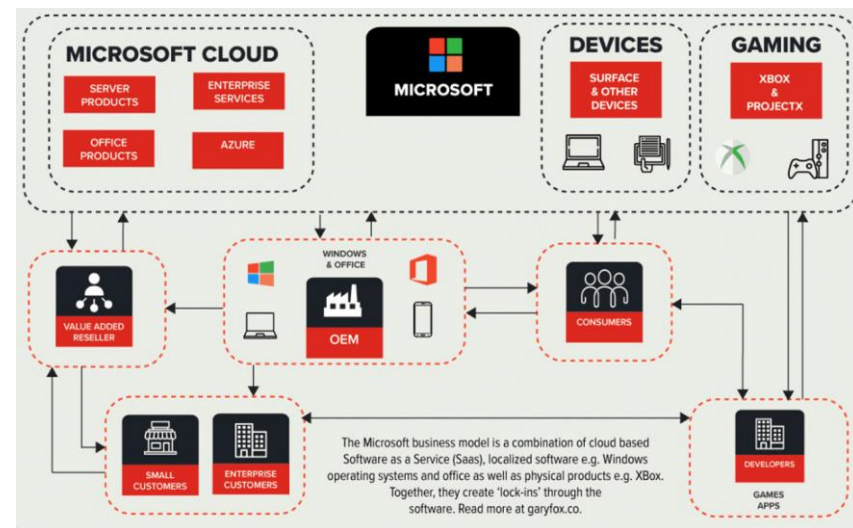 MICROSOFT CLOUD
SERVER
PRODUCTS
ENTERPRISE
SERVICES
OFFICE
PRODUCTS
AZURE
MICROSOFT
DEVICES
SURFACE
& OTHER
DEVICES
GAMING
XBOX
&
PROJECTX
VALUE ADDED
RESELLER
WINDOWS
& OFFICE
OEM
CONSUMERS
SMALL
CUSTOMERS
ENTERPRISE
CUSTOMERS
The Microsoft business model is a combination of cloud based
Software as a Service (Saas), localized software e.g. Windows
operating systems and office as well as physical products e.g. XBox.
Together, they create 'lock-ins' through the
software. Read more at garyfox.co.
DEVELOPERS
GAMES
APPS